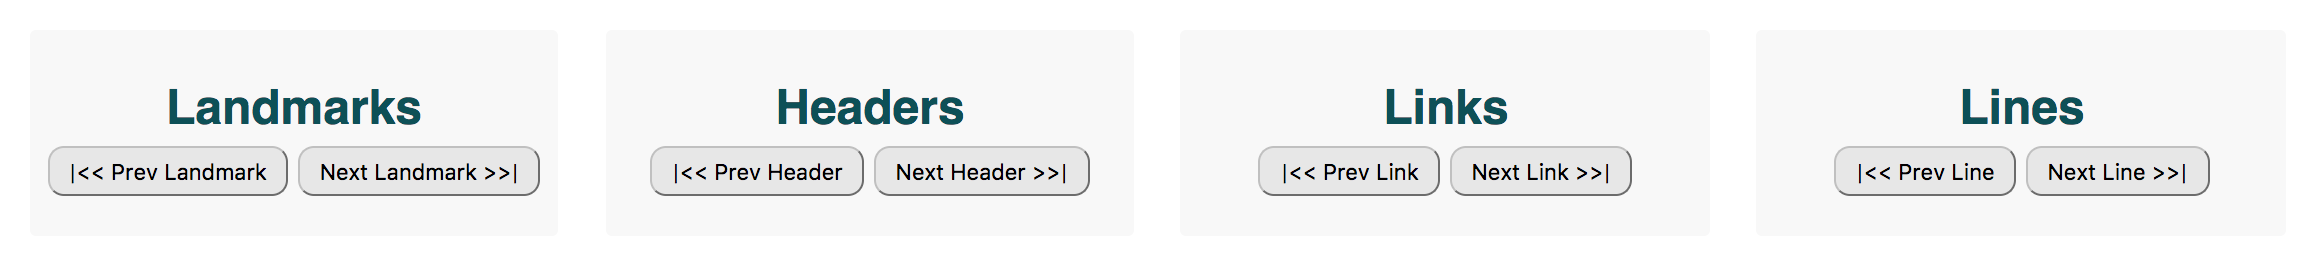 Landmarks
|<< Prev Landmark Next Landmark >>|
Headers
|<< Prev Header Next Header >>|
Links
|<< Prev Link Next Link >>|
Lines
|<< Prev Line Next Line >>|